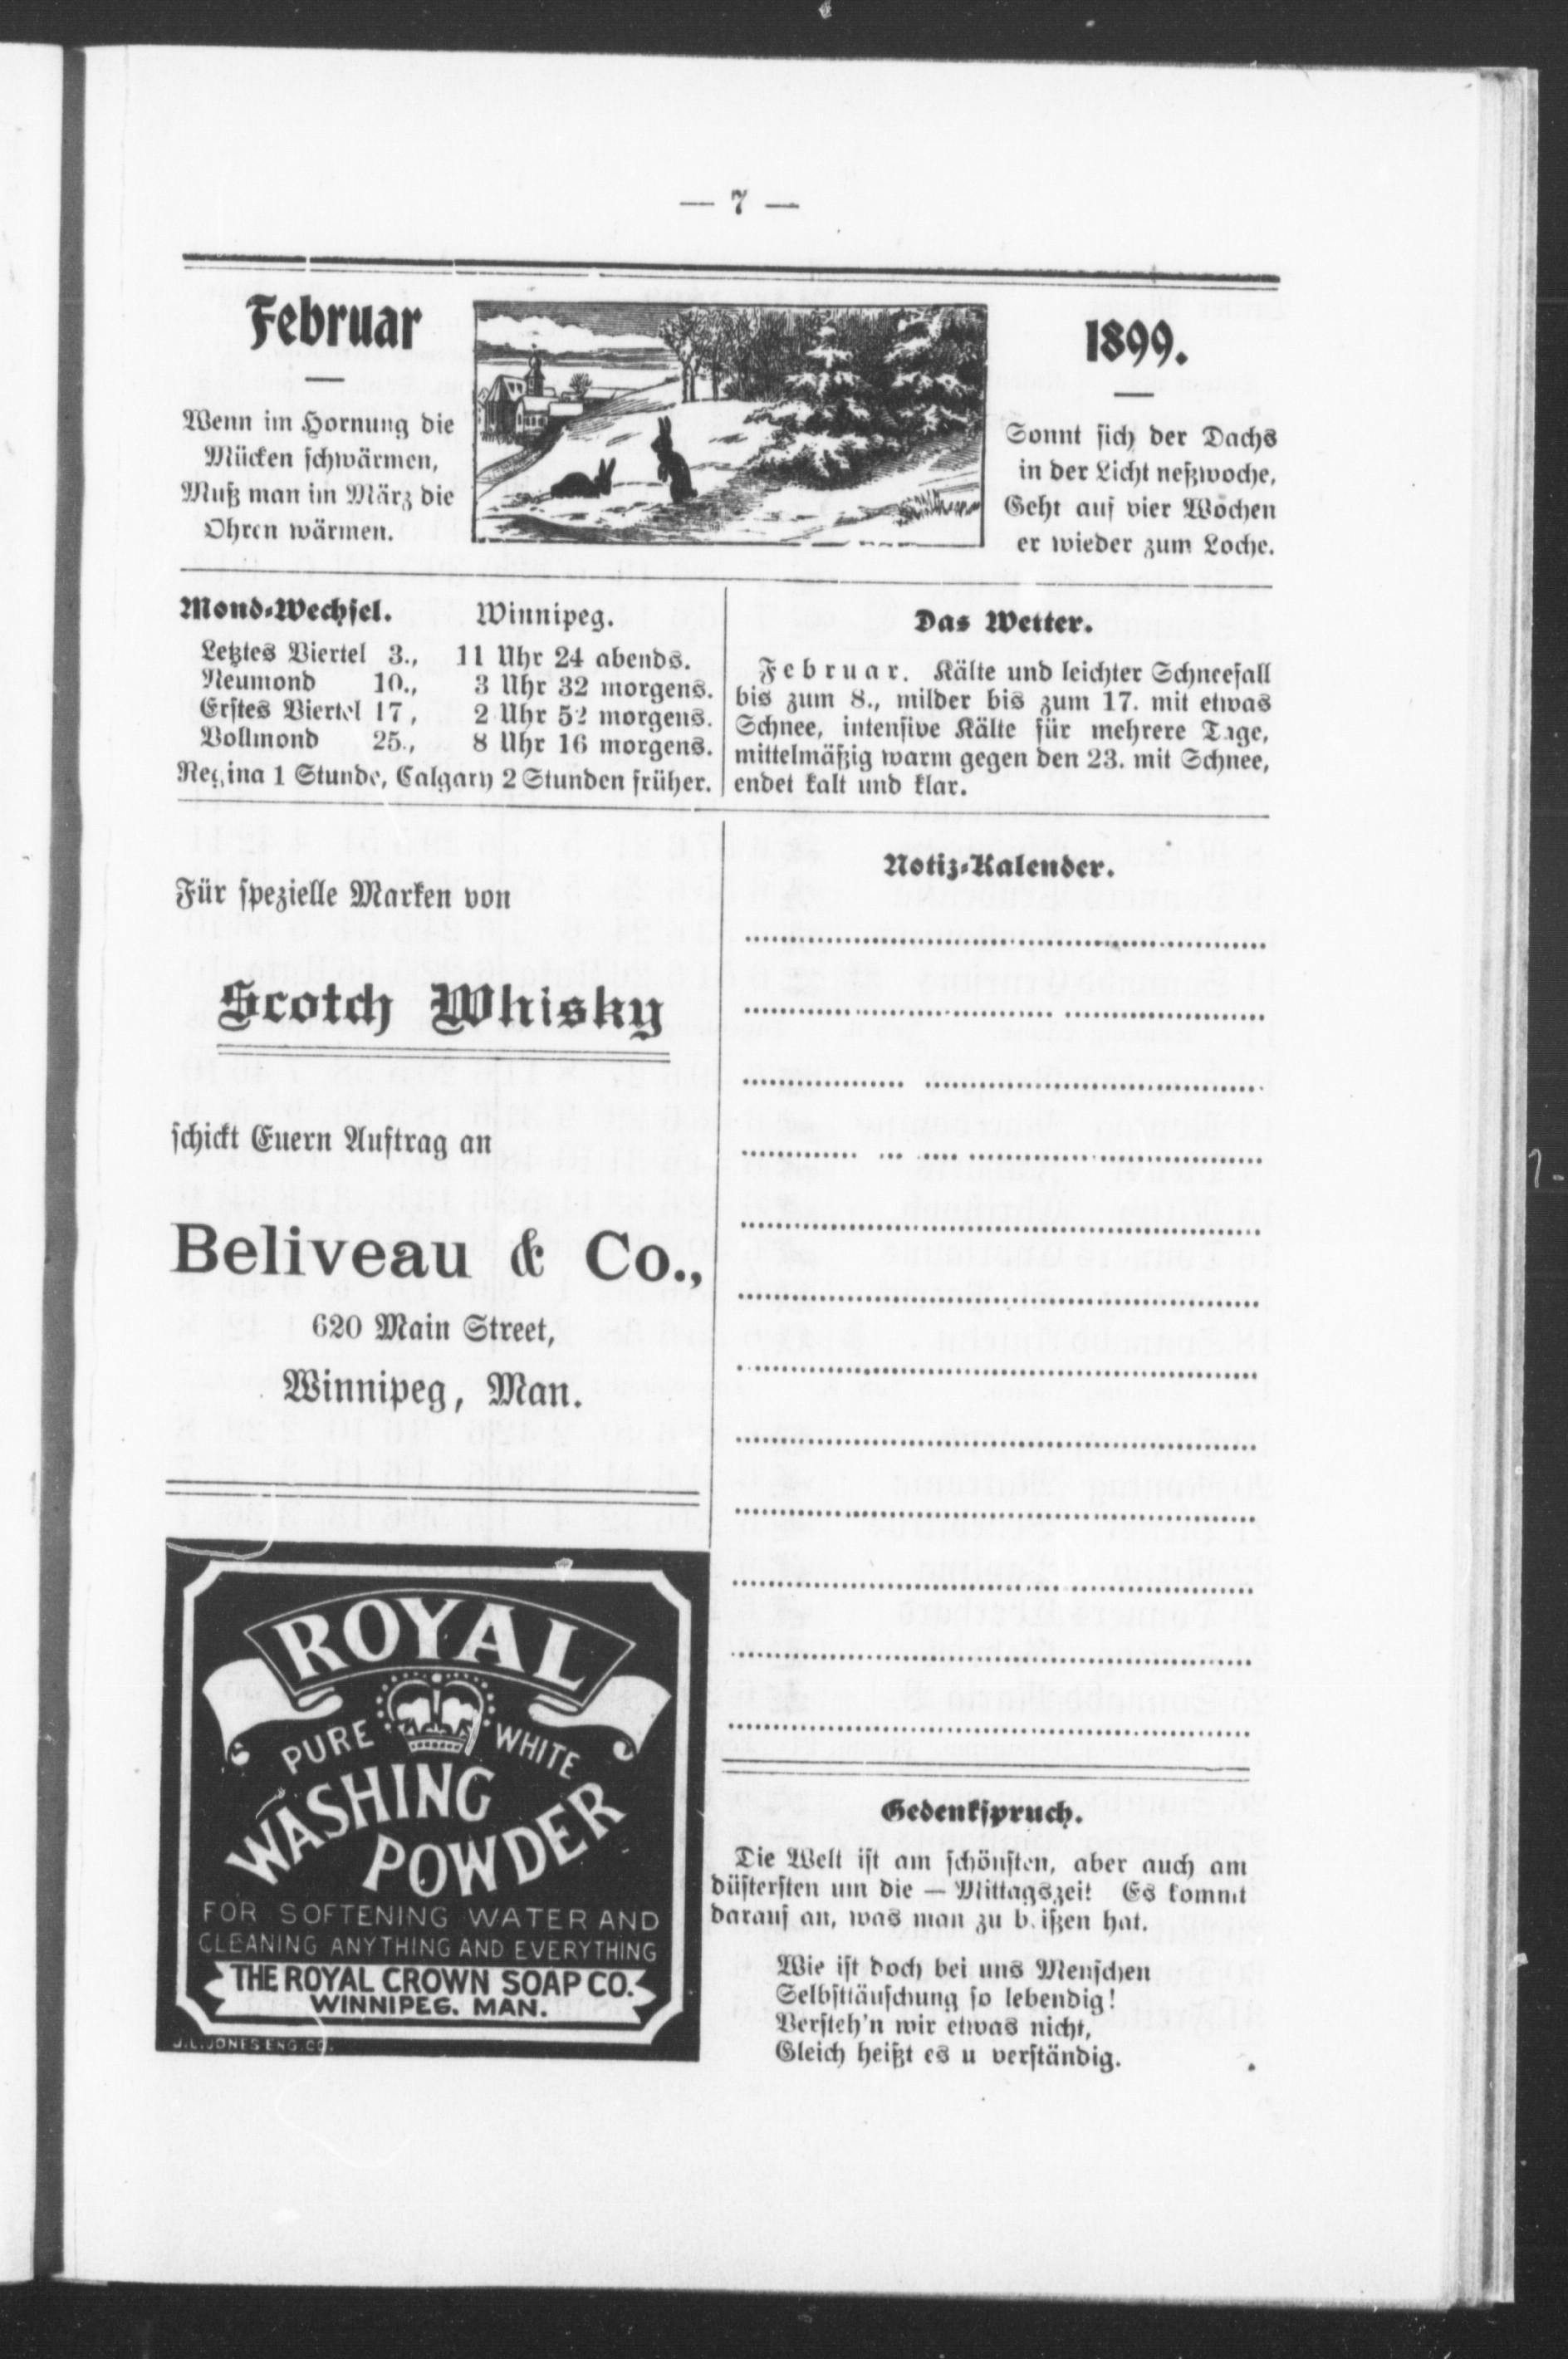 — 7 —
Februar
Wenn im Hornung die
Mücken schwärmen,
Muß man im März die
Ohren wärmen.
1899.
Sonnt sich der Dachs
in der Licht neßwoche,
Geht auf vier Wochen
er wieder zum Loche.
Mond-Wechsel. Winnipeg.
Letztes Viertel 3., 11 Uhr 24 abends.
Neumond 10., 3 Uhr 32 morgens.
Erstes Viertel 17, 2 Uhr 52 morgens.
Vollmond 25., 8 Uhr 16 morgens.
Regina 1 Stunde, Calgary 2 Stunden früher.
Das Wetter.
Februar. Kälte und leichter Schneefall
bis zum 8., milder bis zum 17. mit etwas
Schnee, intensive Kälte für mehrere Tage,
mittelmäßig warm gegen den 23. mit Schnee,
endet kalt und klar.
Für spezielle Marken von
Scotch Whisky
schickt Euern Auftrag an
Beliveau & Co.,
620 Main Street,
Winnipeg, Man.
ROYAL
PURE WHITE
WASHING
POWDER
FOR SOFTENING WATER AND
CLEANING ANYTHING AND EVERYTHING
THE ROYAL CROWN SOAP CO.
WINNIPEG. MAN.
J.L. JONES ENG. CO.
Notiz-Kalender.
Gedenkspruch.
Die Welt ist am schönsten, aber auch am
düstersten um die — Mittagszeit Es kommt
darauf an, was man zu b.ißen hat.
Wie ist doch bei uns Menschen
Selbsttäuschung so lebendig!
Versteh'n wir etwas nicht,
Gleich heißt es u verständig.